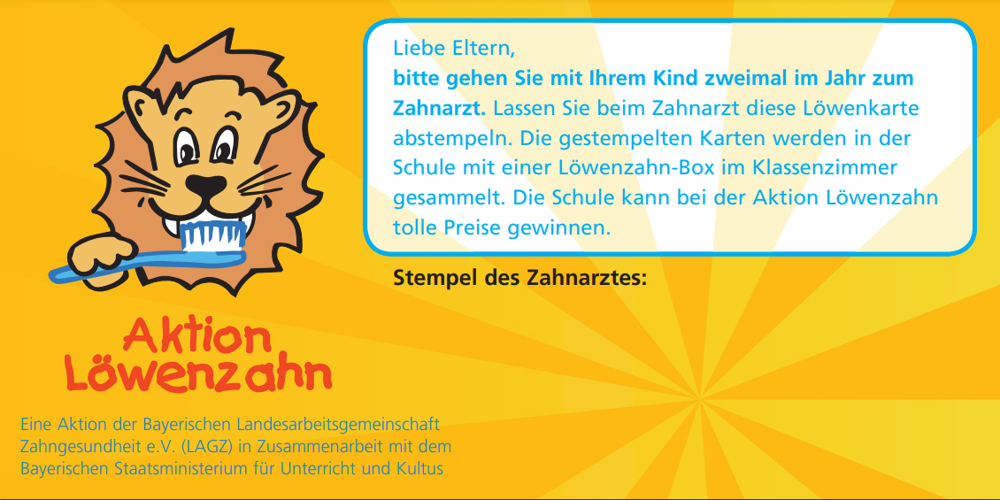 Liebe Eltern,
bitte gehen Sie mit Ihrem Kind zweimal im Jahr zum
Zahnarzt. Lassen Sie beim Zahnarzt diese Löwenkarte
abstempeln. Die gestempelten Karten werden in der
Schule mit einer Löwenzahn-Box im Klassenzimmer
gesammelt. Die Schule kann bei der Aktion Löwenzahn
tolle Preise gewinnen.
Stempel des Zahnarztes:
Aktion
Löwenzahn
Eine Aktion der Bayerischen Landesarbeitsgemeinschaft
Zahngesundheit e.V. (LAGZ) in Zusammenarbeit mit dem
Bayerischen Staatsministerium für Unterricht und Kultus